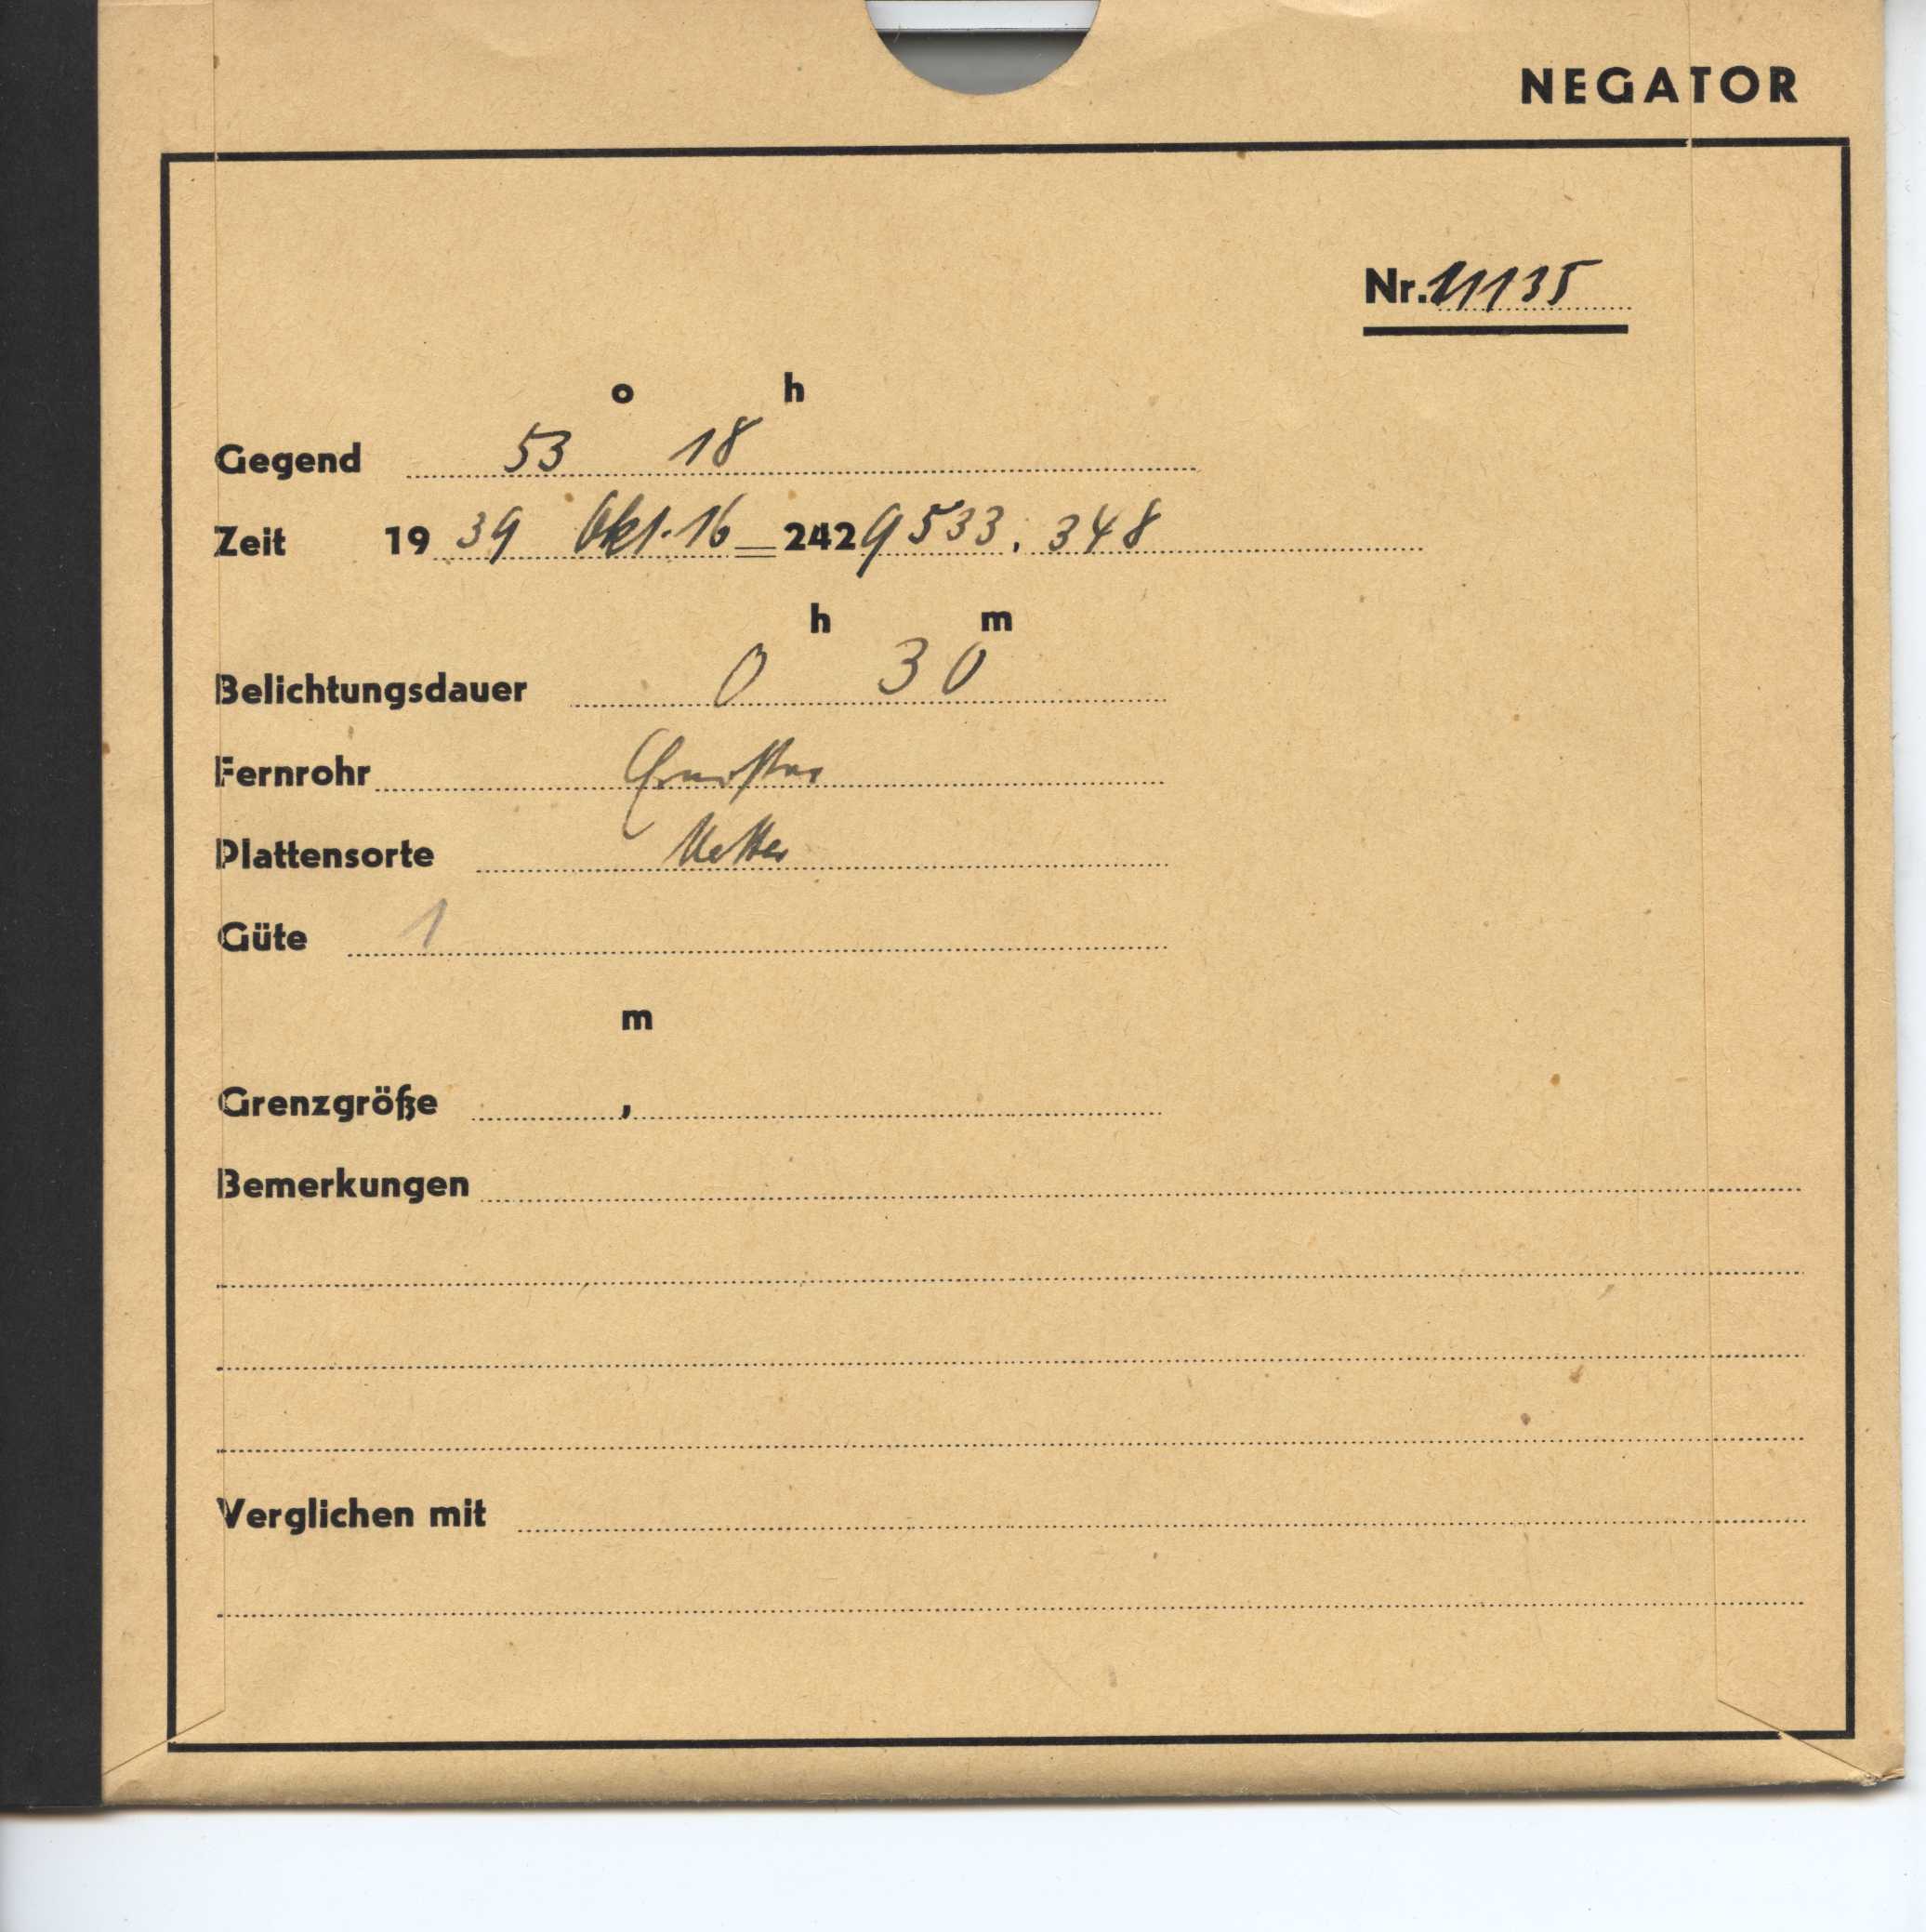 NEGATOR
Nr. 11135
o h
Gegend 53 18
Zeit 19 39 Okt. 16 = 2429533.348
h m
Belichtungsdauer 0 30
Fernrohr Ernostar
Plattensorte
Güte 1
m
Grenzgröße ,
Bemerkungen
Verglichen mit